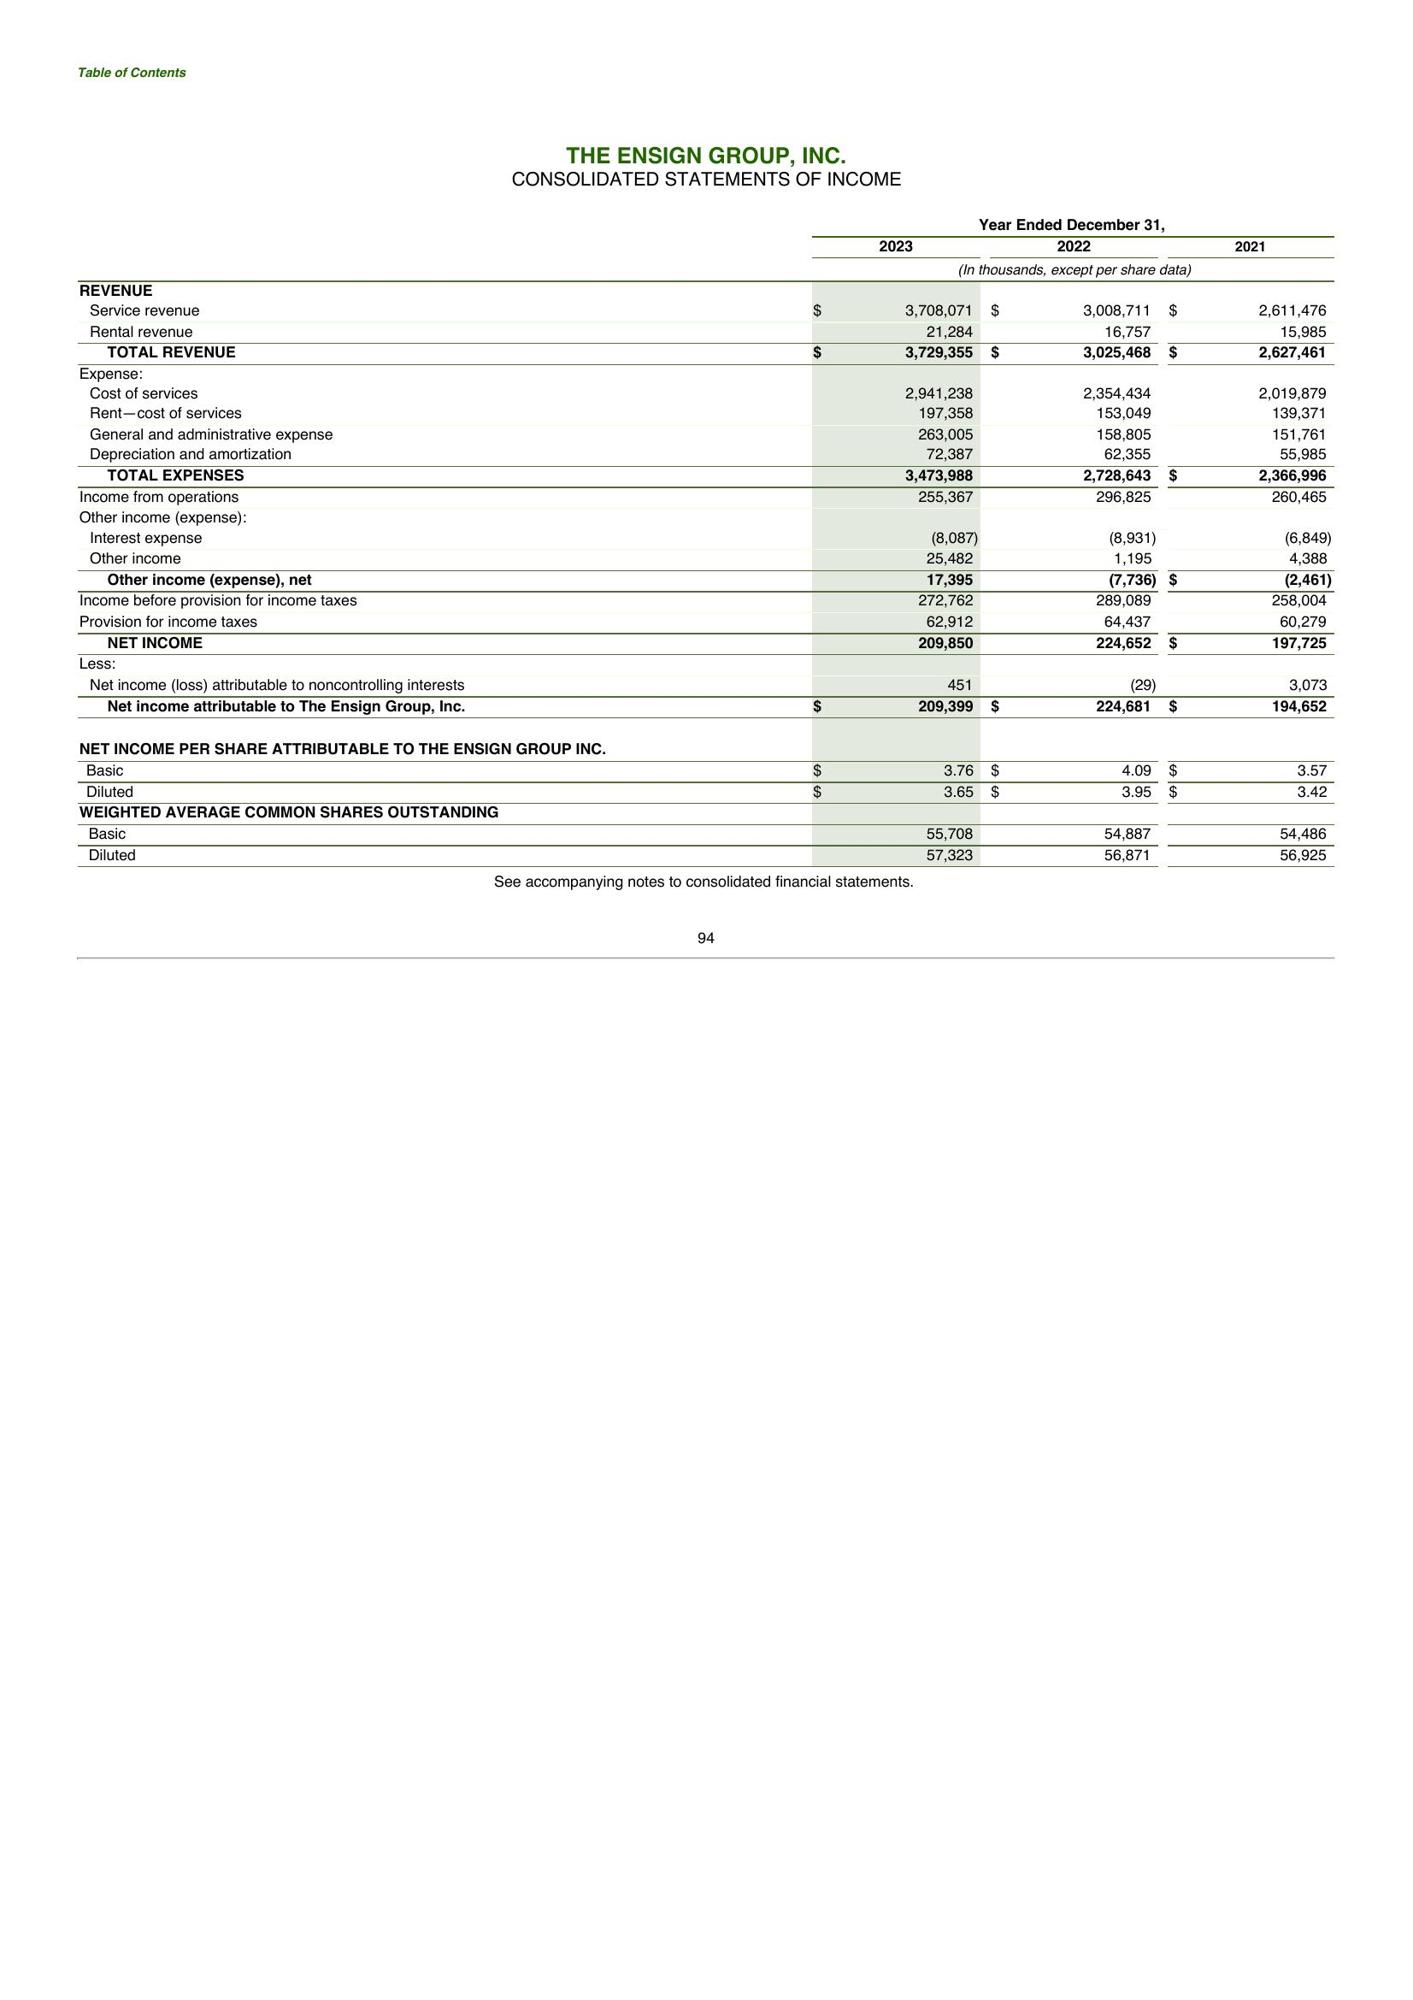 Table of Contents
THE ENSIGN GROUP, INC.
CONSOLIDATED STATEMENTS OF INCOME
Year Ended December 31,
2023 2022 2021
(In thousands, except per share data)
REVENUE
Service revenue $ 3,708,071 $ 3,008,711 $ 2,611,476
Rental revenue 21,284 16,757 15,985
TOTAL REVENUE $ 3,729,355 $ 3,025,468 $ 2,627,461
Expense:
Cost of services 2,941,238 2,354,434 2,019,879
Rent—cost of services 197,358 153,049 139,371
General and administrative expense 263,005 158,805 151,761
Depreciation and amortization 72,387 62,355 55,985
TOTAL EXPENSES 3,473,988 2,728,643 $ 2,366,996
Income from operations 255,367 296,825 260,465
Other income (expense):
Interest expense (8,087) (8,931) (6,849)
Other income 25,482 1,195 4,388
Other income (expense), net 17,395 (7,736) $ (2,461)
Income before provision for income taxes 272,762 289,089 258,004
Provision for income taxes 62,912 64,437 60,279
NET INCOME 209,850 224,652 $ 197,725
Less:
Net income (loss) attributable to noncontrolling interests 451 (29) 3,073
Net income attributable to The Ensign Group, Inc. $ 209,399 $ 224,681 $ 194,652
NET INCOME PER SHARE ATTRIBUTABLE TO THE ENSIGN GROUP INC.
Basic $ 3.76 $ 4.09 $ 3.57
Diluted $ 3.65 $ 3.95 $ 3.42
WEIGHTED AVERAGE COMMON SHARES OUTSTANDING
Basic 55,708 54,887 54,486
Diluted 57,323 56,871 56,925
See accompanying notes to consolidated financial statements.
94